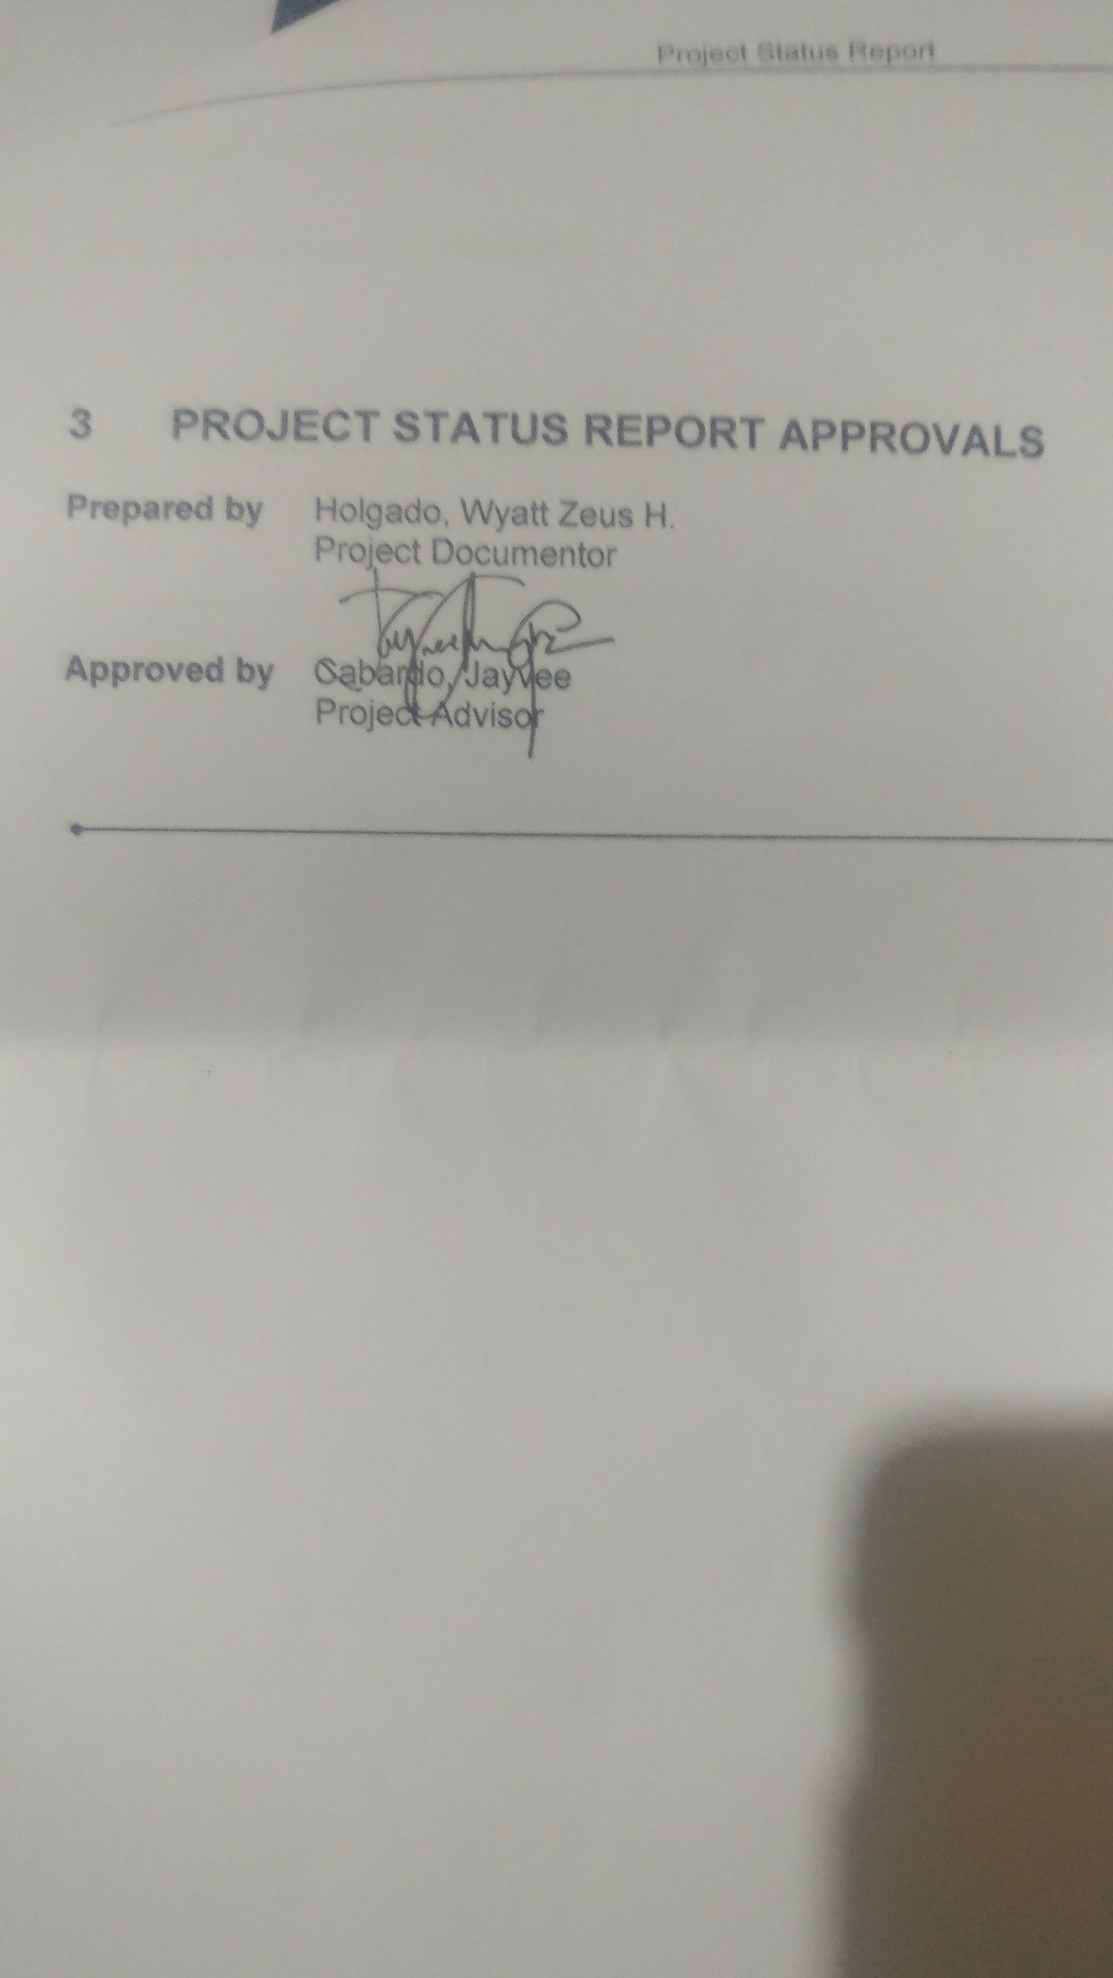 Project Status Report
3 PROJECT STATUS REPORT APPROVALS
Prepared by Holgado, Wyatt Zeus H.
Project Documentor
Approved by Gabardo, Jayvee
Project Advisor